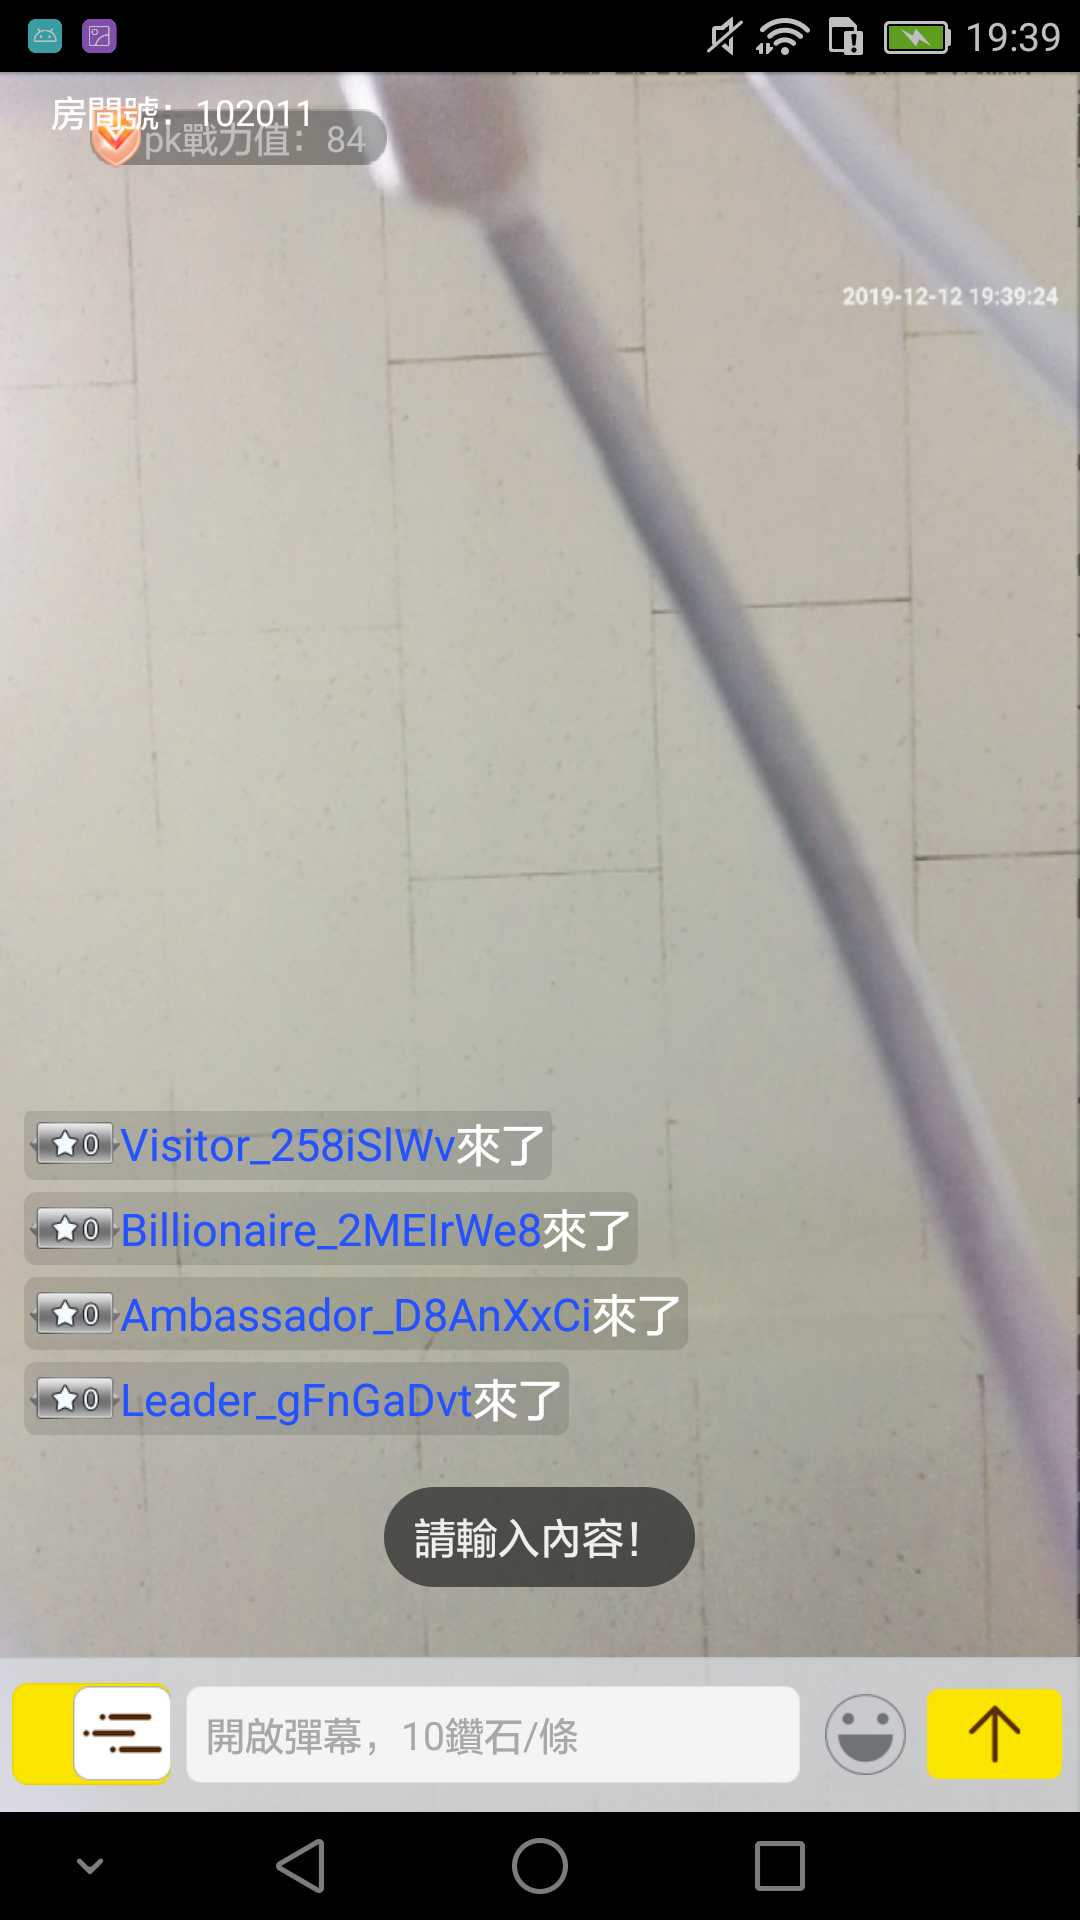 19:39
房間號：102011
pk戰力值：84
2019-12-12 19:39:24
0 Visitor_258iSlWv來了
0 Billionaire_2MEIrWe8來了
0 Ambassador_D8AnXxCi來了
0 Leader_gFnGaDvt來了
請輸入內容！
開啟彈幕，10鑽石/條